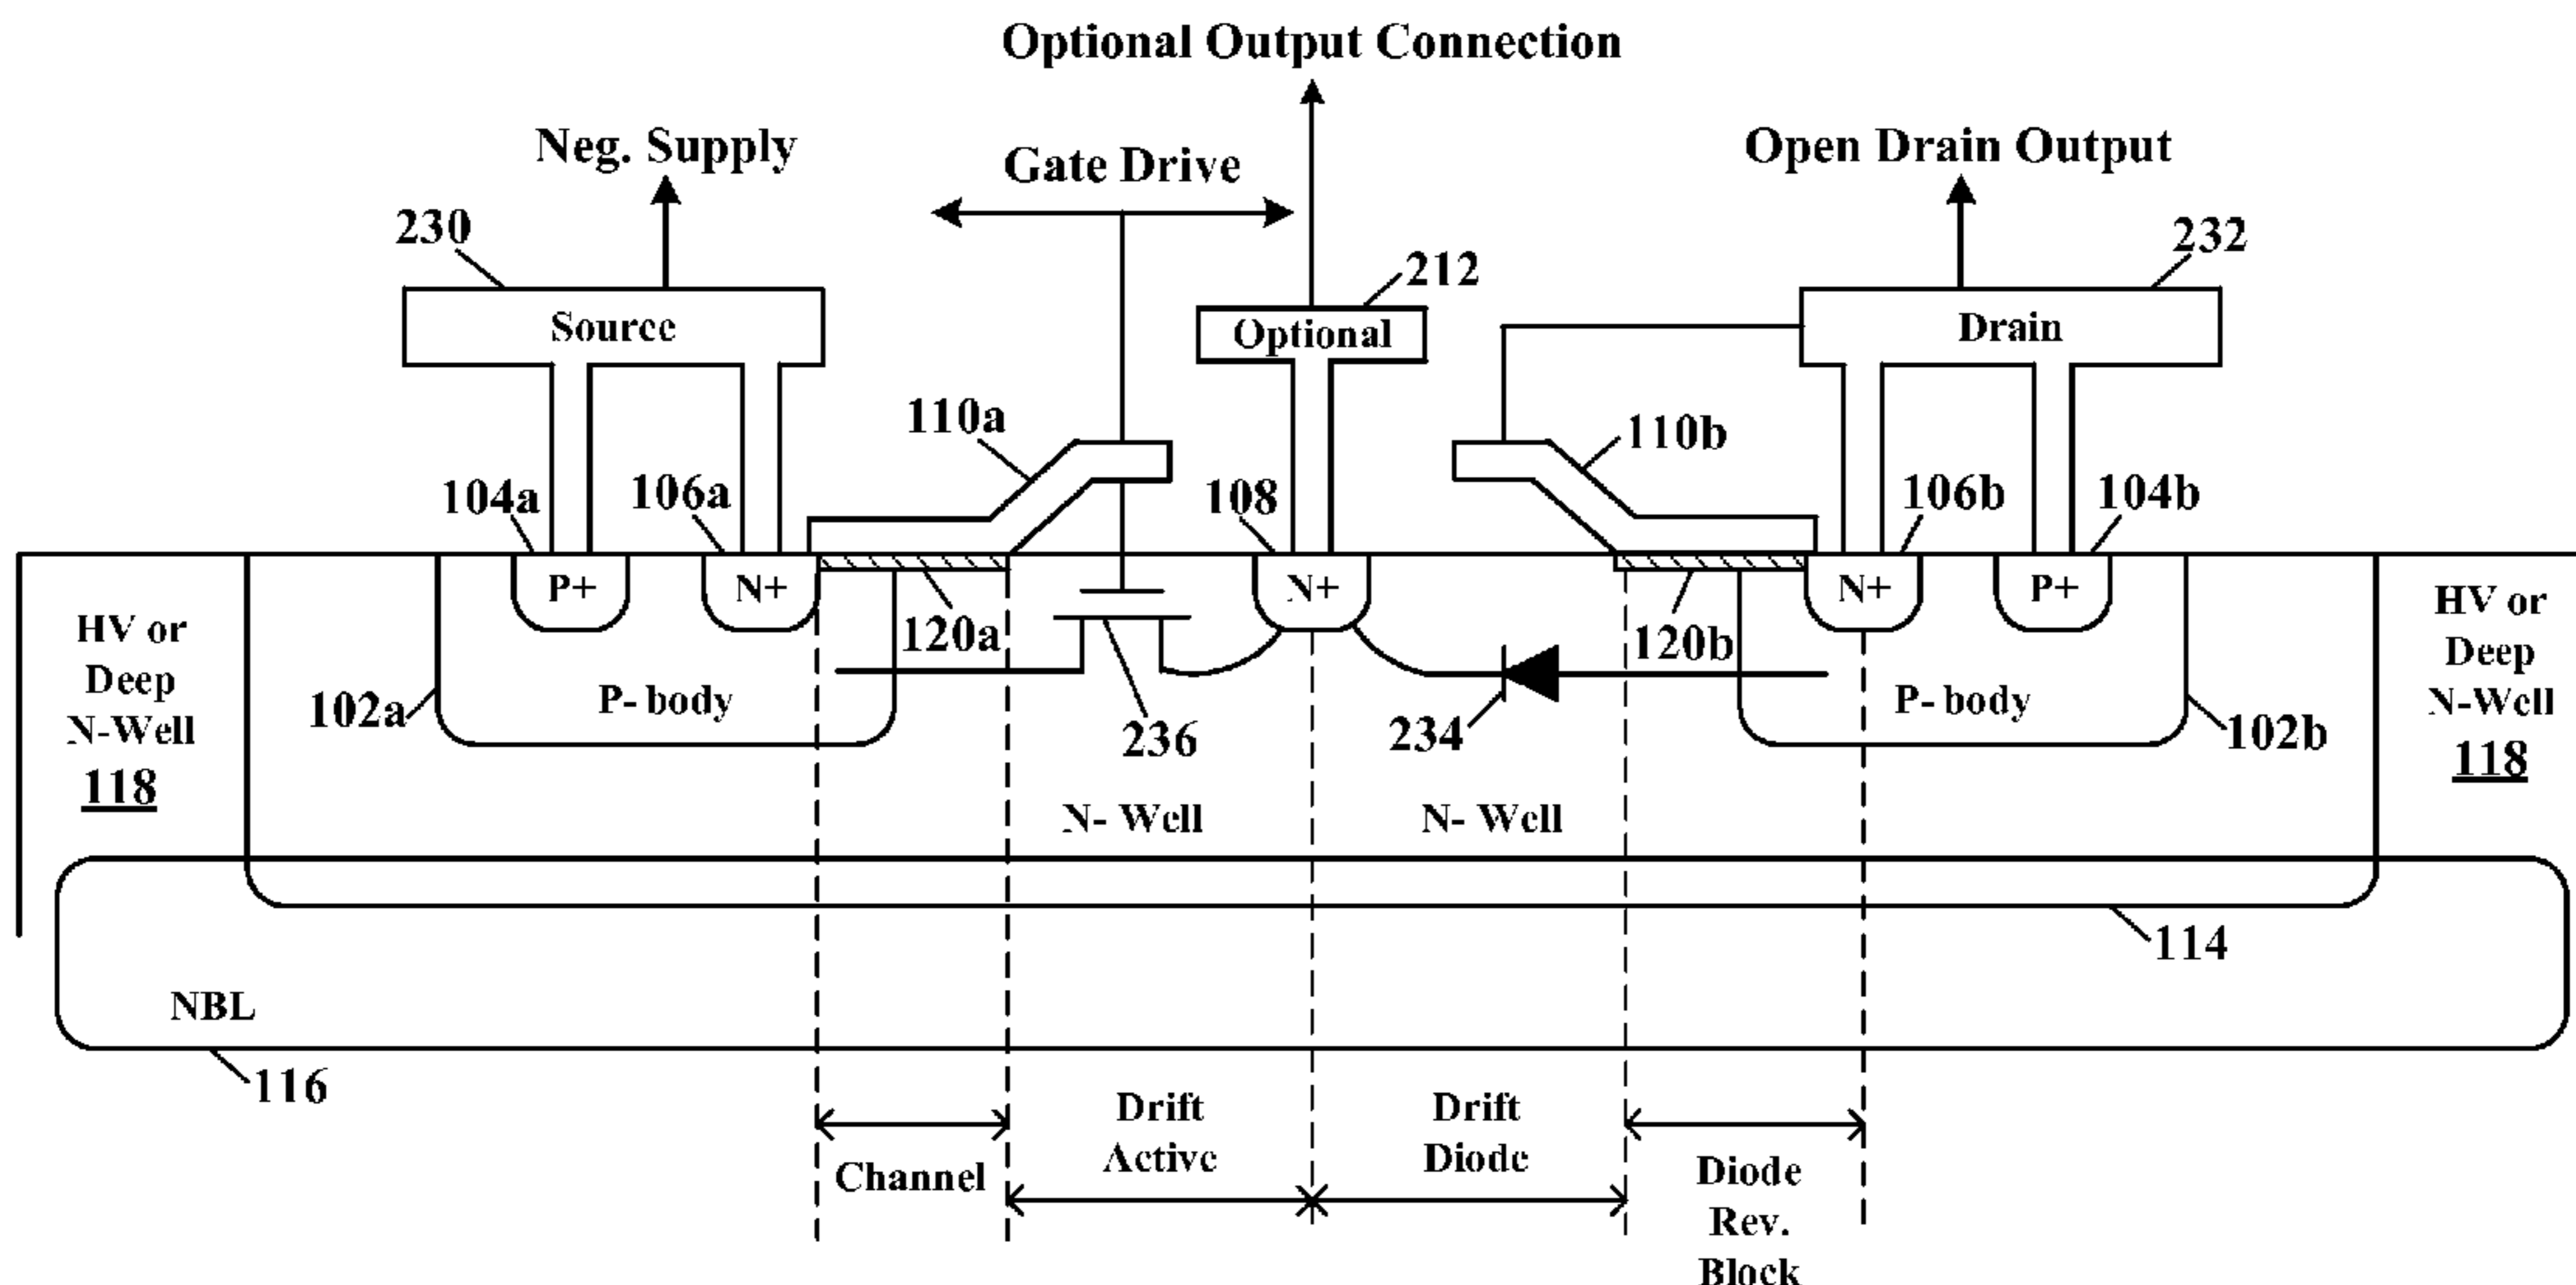 Optional Output Connection
Neg. Supply
Gate Drive
Open Drain Output
230
212
232
Source
Optional
Drain
110a
110b
104a
106a
108
106b
104b
P+
N+
N+
N+
P+
HV or
Deep
N-Well
118
102a
P- body
120a
236
234
120b
P- body
102b
HV or
Deep
N-Well
118
N- Well
N- Well
114
NBL
116
Channel
Drift
Active
Drift
Diode
Diode
Rev.
Block